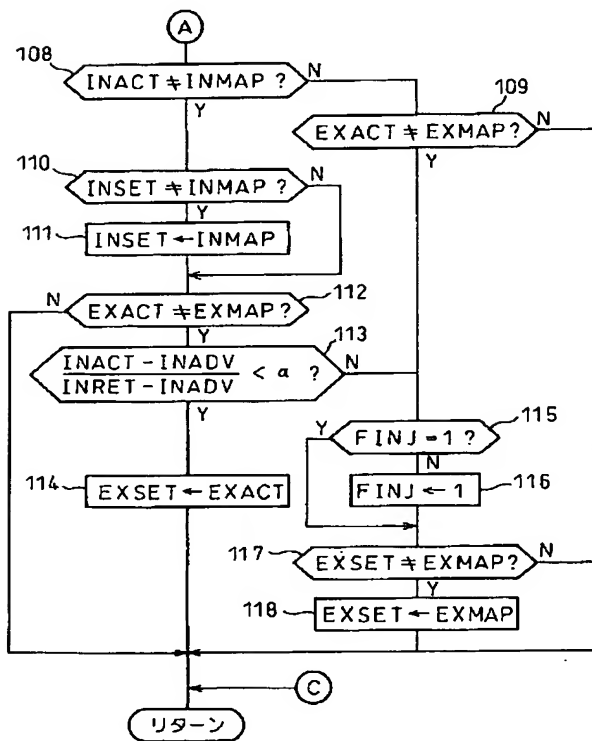 A
108
INACT≠INMAP?
N
Y
109
EXACT≠EXMAP?
N
Y
110
INSET≠INMAP?
N
Y
111
INSET←INMAP
112
N
EXACT≠EXMAP?
Y
113
INACT-INADV
INRET-INADV
<α ?
N
Y
115
FINJ=1?
Y
N
114
EXSET←EXACT
FINJ←1
116
117
EXSET≠EXMAP?
N
Y
118
EXSET←EXMAP
C
リターン